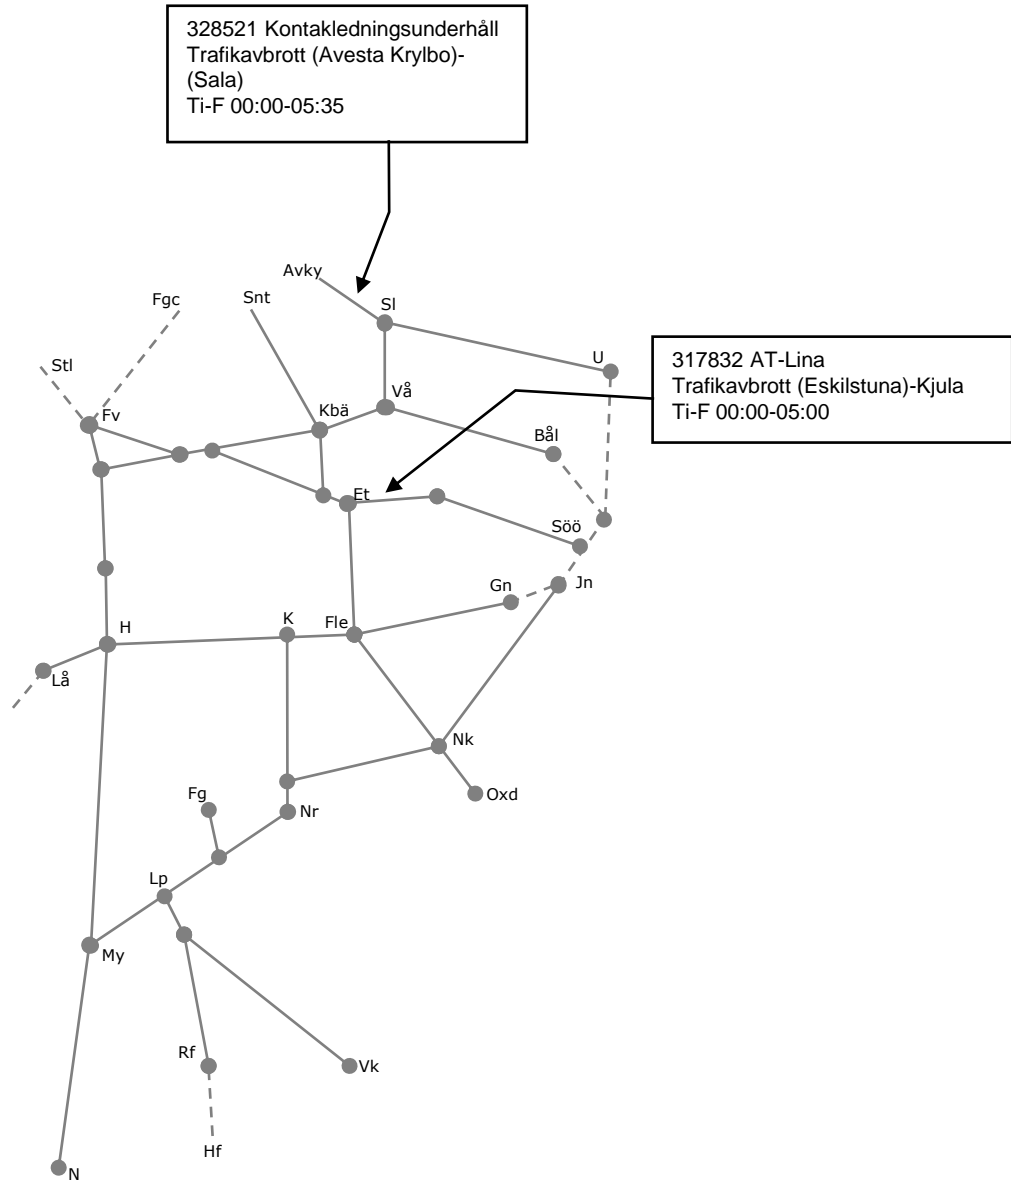 328521 Kontakledningsunderhåll
Trafikavbrott (Avesta Krylbo)-
(Sala)
Ti-F 00:00-05:35
Avky
Fgc
Snt
Sl
317832 AT-Lina
Trafikavbrott (Eskilstuna)-Kjula
Ti-F 00:00-05:00
U
Stl
Vå
Fv
Kbä
Bål
Et
Söö
Jn
Gn
H
K
Fle
Lå
Nk
Fg
Oxd
Nr
Lp
My
Rf
Vk
Hf
N